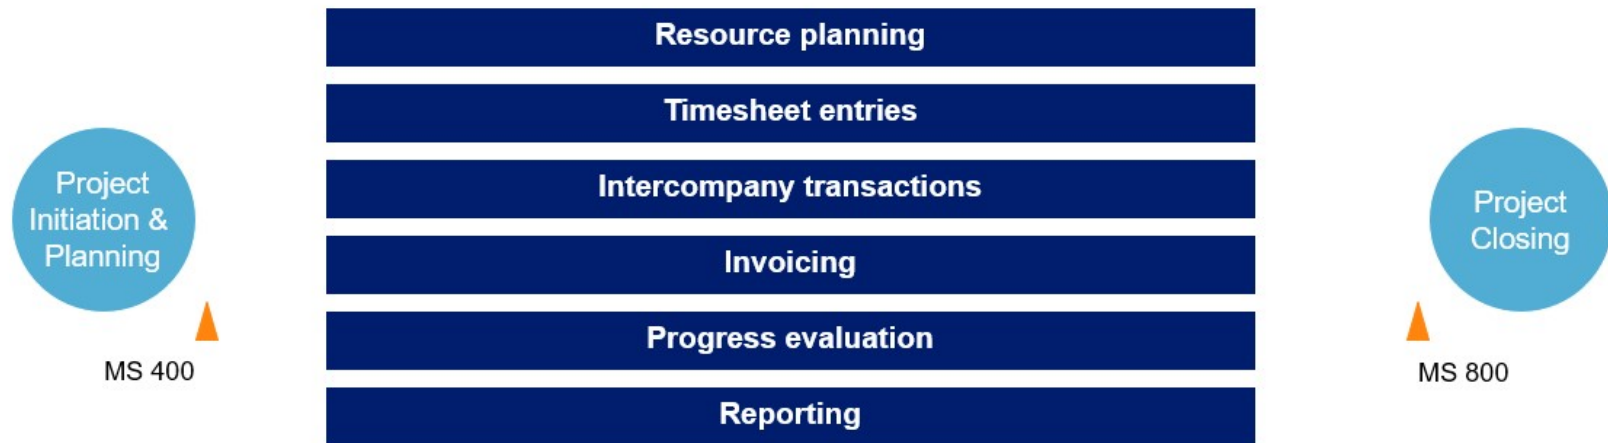 Resource planning
Timesheet entries
Project
Initiation &
Planning
Intercompany transactions
Project
Closing
Invoicing
Progress evaluation
MS 400
MS 800
Reporting